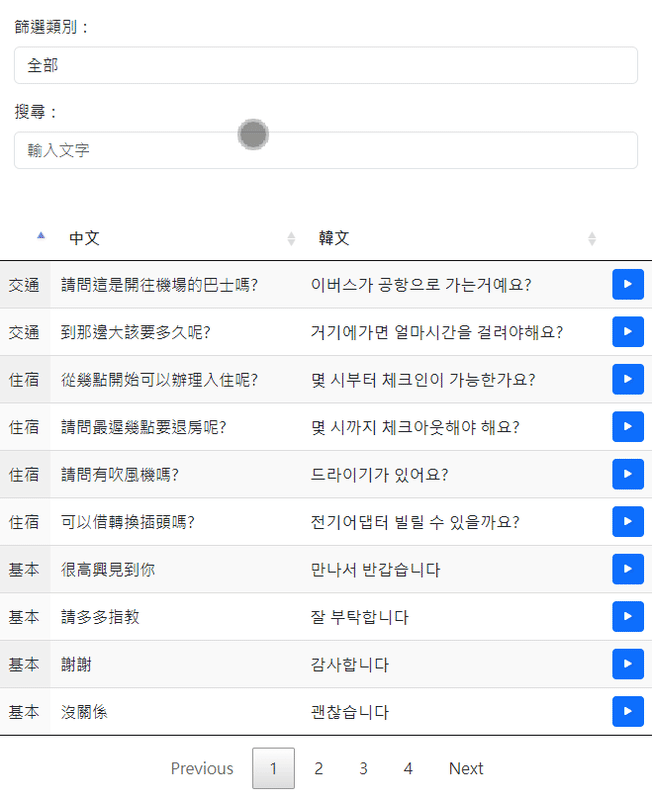 篩選類別：
全部
搜尋：
輸入文字
中文 韓文
交通 請問這是開往機場的巴士嗎? 이버스가 공항으로 가는거예요?
交通 到那邊大該要多久呢? 거기에가면 얼마시간을 걸려야해요?
住宿 從幾點開始可以辦理入住呢? 몇 시부터 체크인이 가능한가요?
住宿 請問最遲幾點要退房呢? 몇 시까지 체크아웃해야 해요?
住宿 請問有吹風機嗎? 드라이기가 있어요?
住宿 可以借轉換插頭嗎? 전기어댑터 빌릴 수 있을까요?
基本 很高興見到你 만나서 반갑습니다
基本 請多多指教 잘 부탁합니다
基本 謝謝 감사합니다
基本 沒關係 괜찮습니다
Previous 1 2 3 4 Next